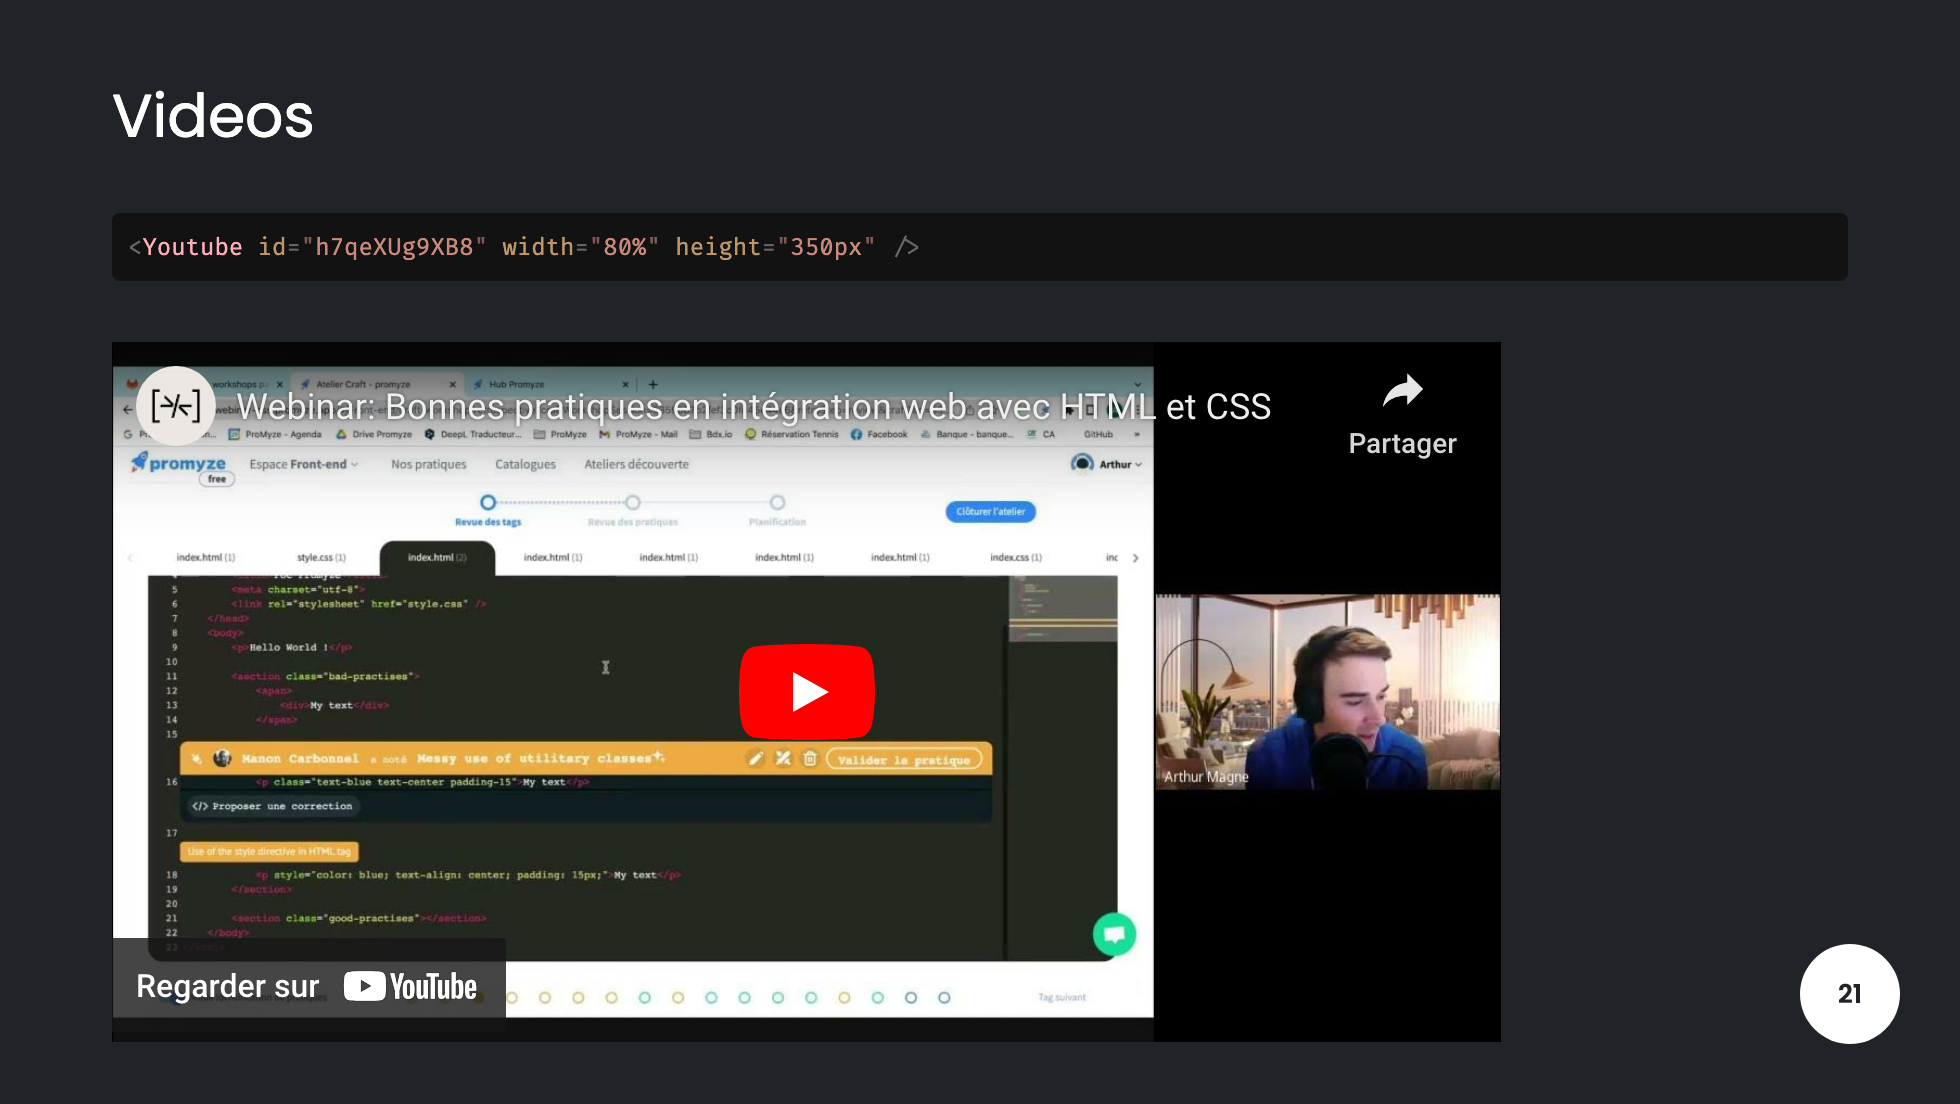 Videos
<Youtube id="h7qeXUg9XB8" width="80%" height="350px" />
workshops pa
Atelier Craft - promyze
Hub Promyze
Webinar: Bonnes pratiques en intégration web avec HTML et CSS
Partager
ProMyze - Agenda
Drive Promyze
DeepL Traducteur...
ProMyze
ProMyze - Mail
Bdx.io
Réservation Tennis
Facebook
Banque - banque...
CA
GitHub
promyze
free
Espace Front-end
Nos pratiques
Catalogues
Ateliers découverte
Arthur
Revue des tags
Revue des pratiques
Planification
Clôturer l'atelier
index.html (1)
style.css (1)
index.html (2)
index.html (1)
index.html (1)
index.html (1)
index.html (1)
index.css (1)
5 <meta charset="utf-8">
6 <link rel="stylesheet" href="style.css" />
7 </head>
8 <body>
9 <p>Hello World !</p>
10
11 <section class="bad-practises">
12 <span>
13 <div>My text</div>
14 </span>
15
Manon Carbonnel a noté Messy use of utilitary classes
Valider la pratique
16 <p class="text-blue text-center padding-15">My text</p>
</> Proposer une correction
17
Use of the style directive in HTML tag
18 <p style="color: blue; text-align: center; padding: 15px;">My text</p>
19 </section>
20
21 <section class="good-practises"></section>
22 </body>
23
Arthur Magne
Regarder sur YouTube
Tag suivant
21